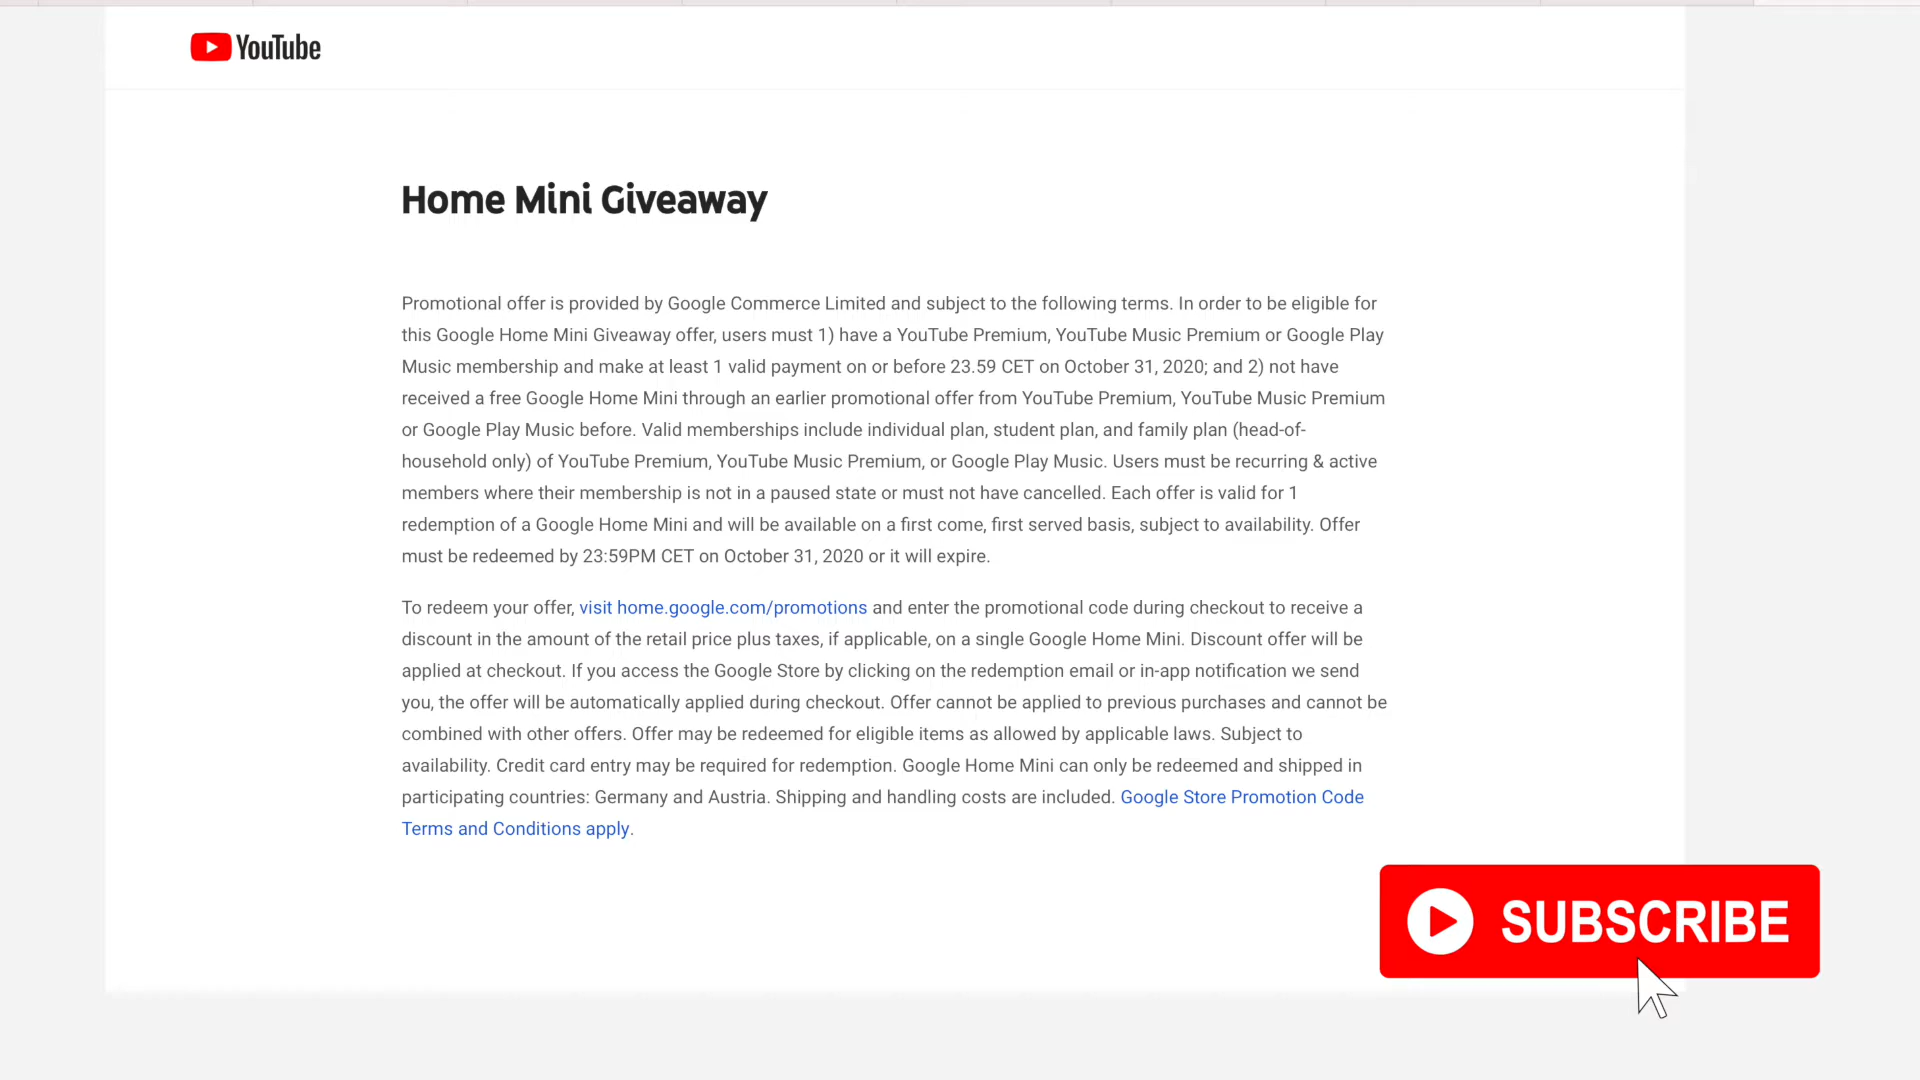 YouTube
Home Mini Giveaway
Promotional offer is provided by Google Commerce Limited and subject to the following terms. In order to be eligible for
this Google Home Mini Giveaway offer, users must 1) have a YouTube Premium, YouTube Music Premium or Google Play
Music membership and make at least 1 valid payment on or before 23.59 CET on October 31, 2020; and 2) not have
received a free Google Home Mini through an earlier promotional offer from YouTube Premium, YouTube Music Premium
or Google Play Music before. Valid memberships include individual plan, student plan, and family plan (head-of-
household only) of YouTube Premium, YouTube Music Premium, or Google Play Music. Users must be recurring & active
members where their membership is not in a paused state or must not have cancelled. Each offer is valid for 1
redemption of a Google Home Mini and will be available on a first come, first served basis, subject to availability. Offer
must be redeemed by 23:59PM CET on October 31, 2020 or it will expire.
To redeem your offer, visit home.google.com/promotions and enter the promotional code during checkout to receive a
discount in the amount of the retail price plus taxes, if applicable, on a single Google Home Mini. Discount offer will be
applied at checkout. If you access the Google Store by clicking on the redemption email or in-app notification we send
you, the offer will be automatically applied during checkout. Offer cannot be applied to previous purchases and cannot be
combined with other offers. Offer may be redeemed for eligible items as allowed by applicable laws. Subject to
availability. Credit card entry may be required for redemption. Google Home Mini can only be redeemed and shipped in
participating countries: Germany and Austria. Shipping and handling costs are included. Google Store Promotion Code
Terms and Conditions apply.
SUBSCRIBE